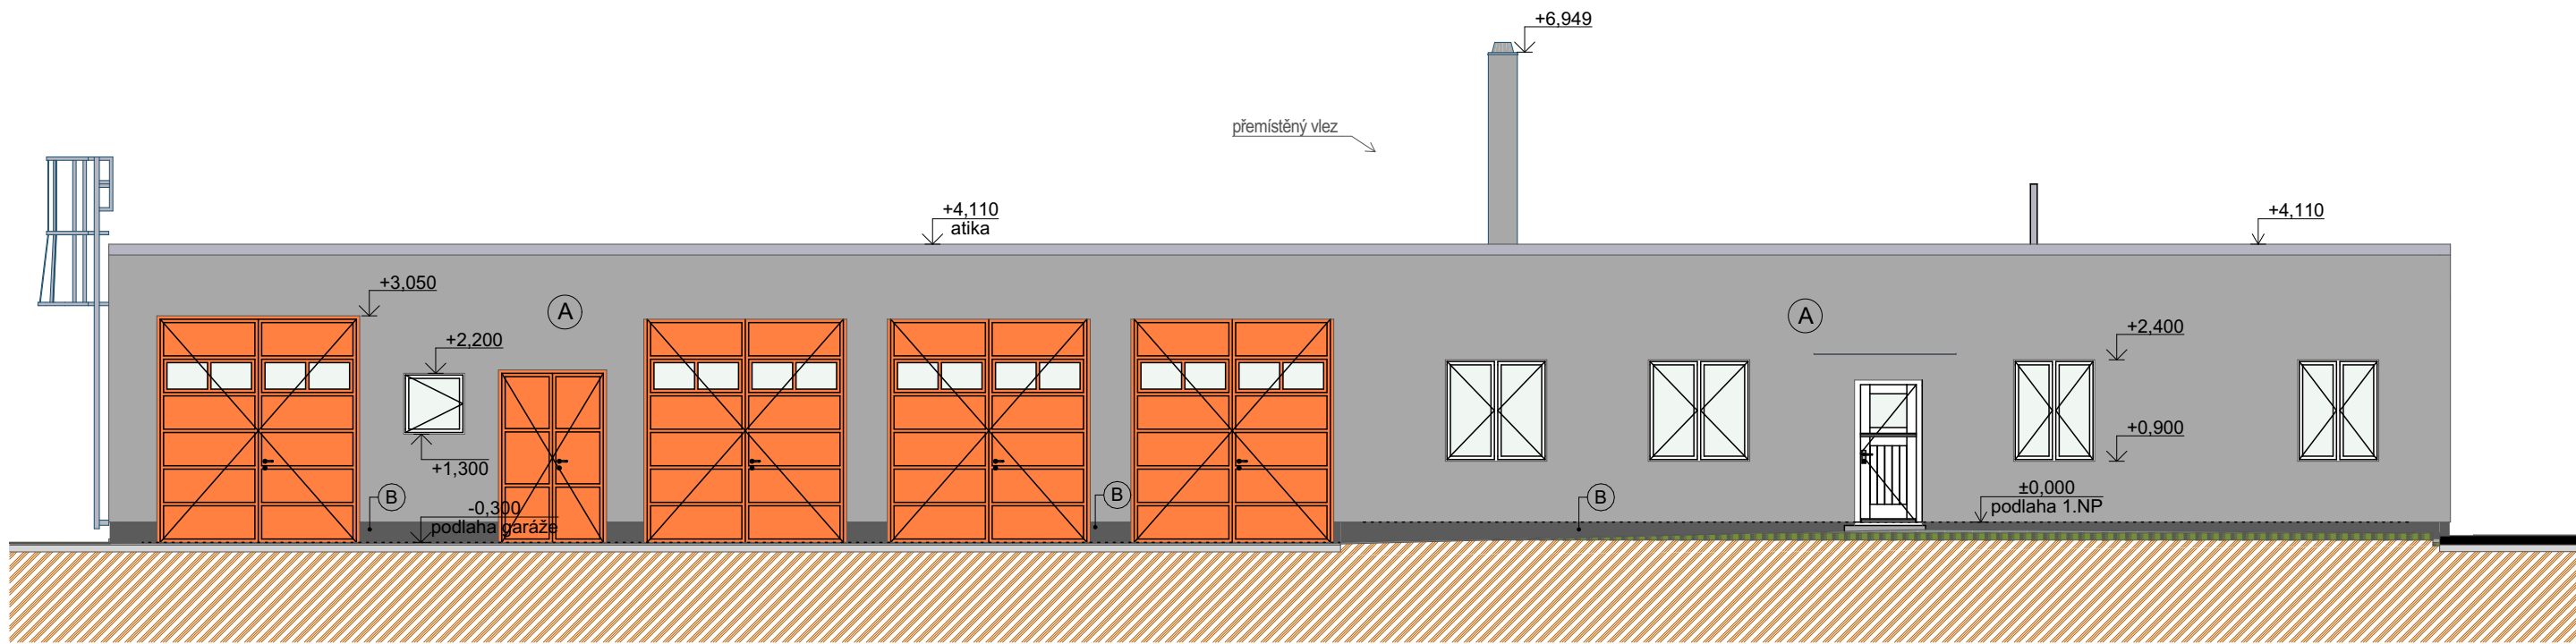 +6,949
přemístěný vlez
+4,110
atika
+4,110
+3,050
A
A
+2,200
+2,400
+1,300
+0,900
B
B
B
-0,300
podlaha garáže
±0,000
podlaha 1.NP